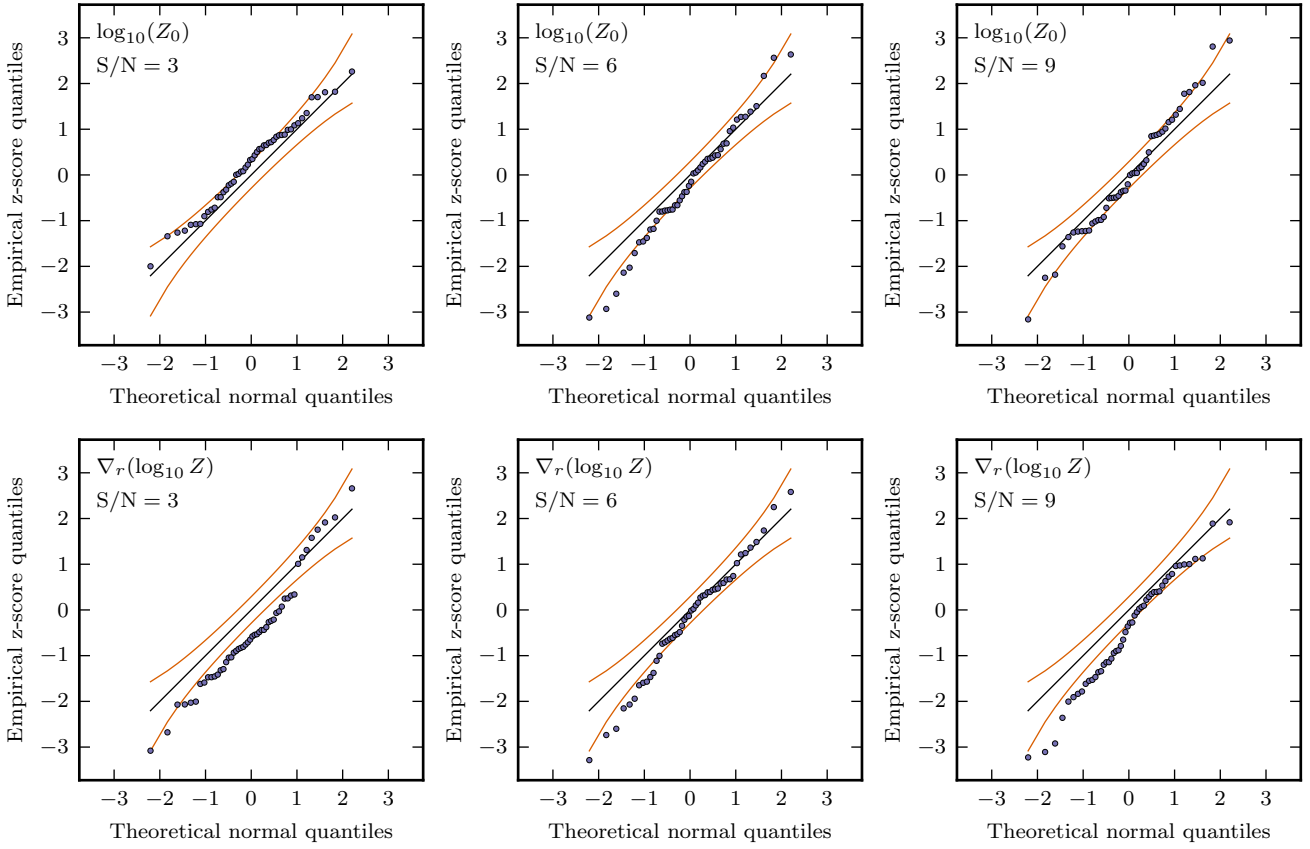 log₁₀(Z₀)
S/N = 3
3
2
1
0
−1
−2
−3
Empirical z-score quantiles
−3 −2 −1 0 1 2 3
Theoretical normal quantiles
log₁₀(Z₀)
S/N = 6
3
2
1
0
−1
−2
−3
Empirical z-score quantiles
−3 −2 −1 0 1 2 3
Theoretical normal quantiles
log₁₀(Z₀)
S/N = 9
3
2
1
0
−1
−2
−3
Empirical z-score quantiles
−3 −2 −1 0 1 2 3
Theoretical normal quantiles
∇ᵣ(log₁₀ Z)
S/N = 3
3
2
1
0
−1
−2
−3
Empirical z-score quantiles
−3 −2 −1 0 1 2 3
Theoretical normal quantiles
∇ᵣ(log₁₀ Z)
S/N = 6
3
2
1
0
−1
−2
−3
Empirical z-score quantiles
−3 −2 −1 0 1 2 3
Theoretical normal quantiles
∇ᵣ(log₁₀ Z)
S/N = 9
3
2
1
0
−1
−2
−3
Empirical z-score quantiles
−3 −2 −1 0 1 2 3
Theoretical normal quantiles